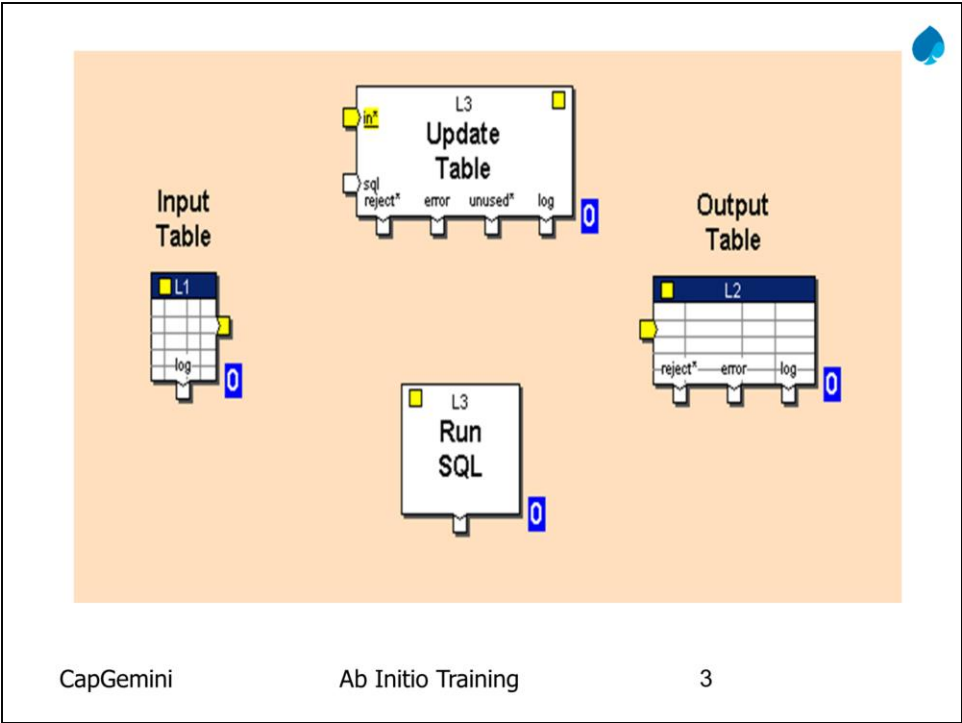 L3
in*
Update
Table
sql
reject* error unused* log
0
Input
Table
L1
log
0
Output
Table
L2
reject* error log
0
L3
Run
SQL
0
CapGemini Ab Initio Training 3